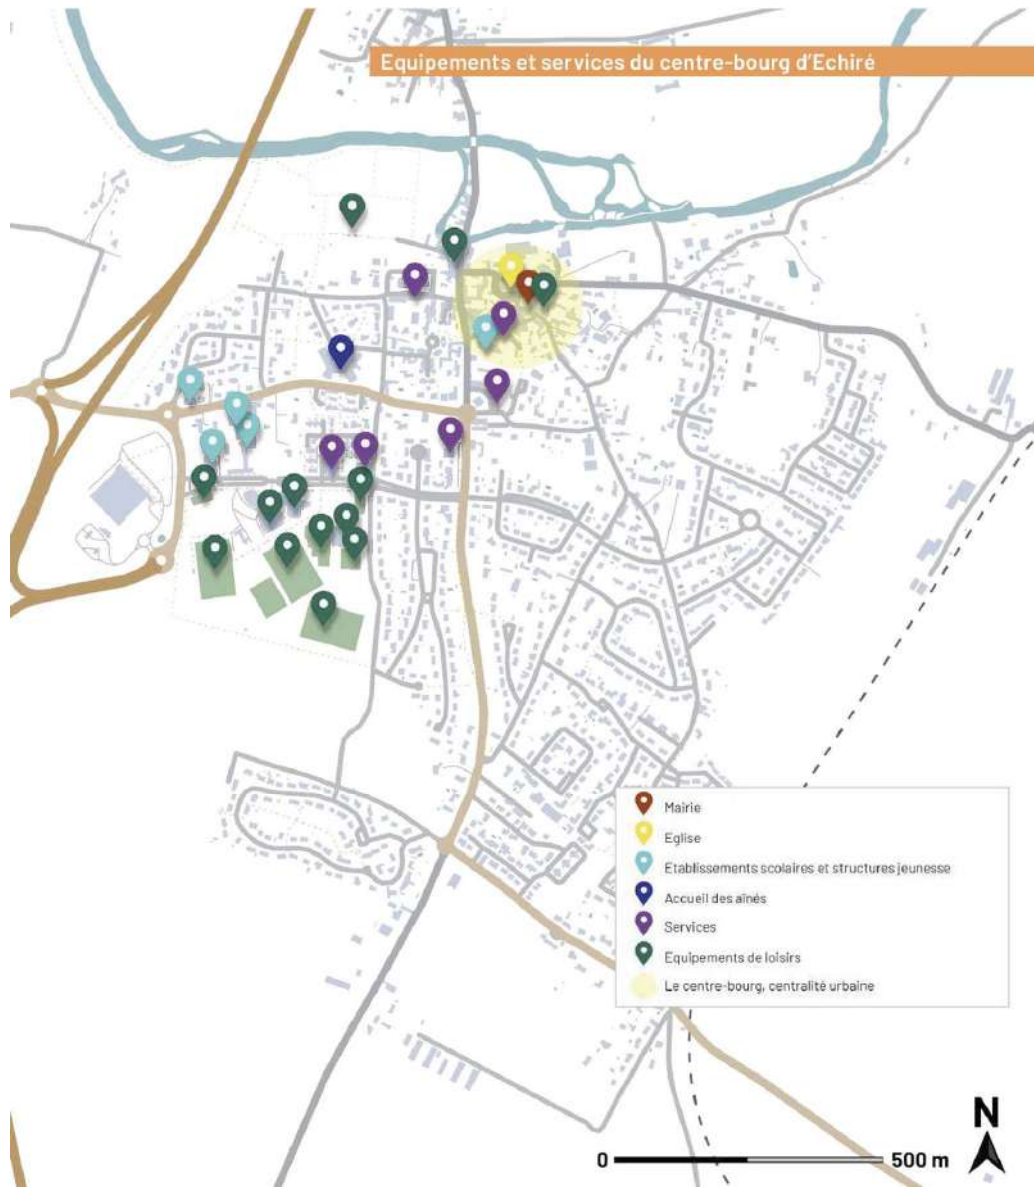 Equipements et services du centre-bourg d'Echiré
Mairie
Eglise
Etablissements scolaires et structures jeunesse
Accueil des aînés
Services
Equipements de loisirs
Le centre-bourg, centralité urbaine
N
0 500 m